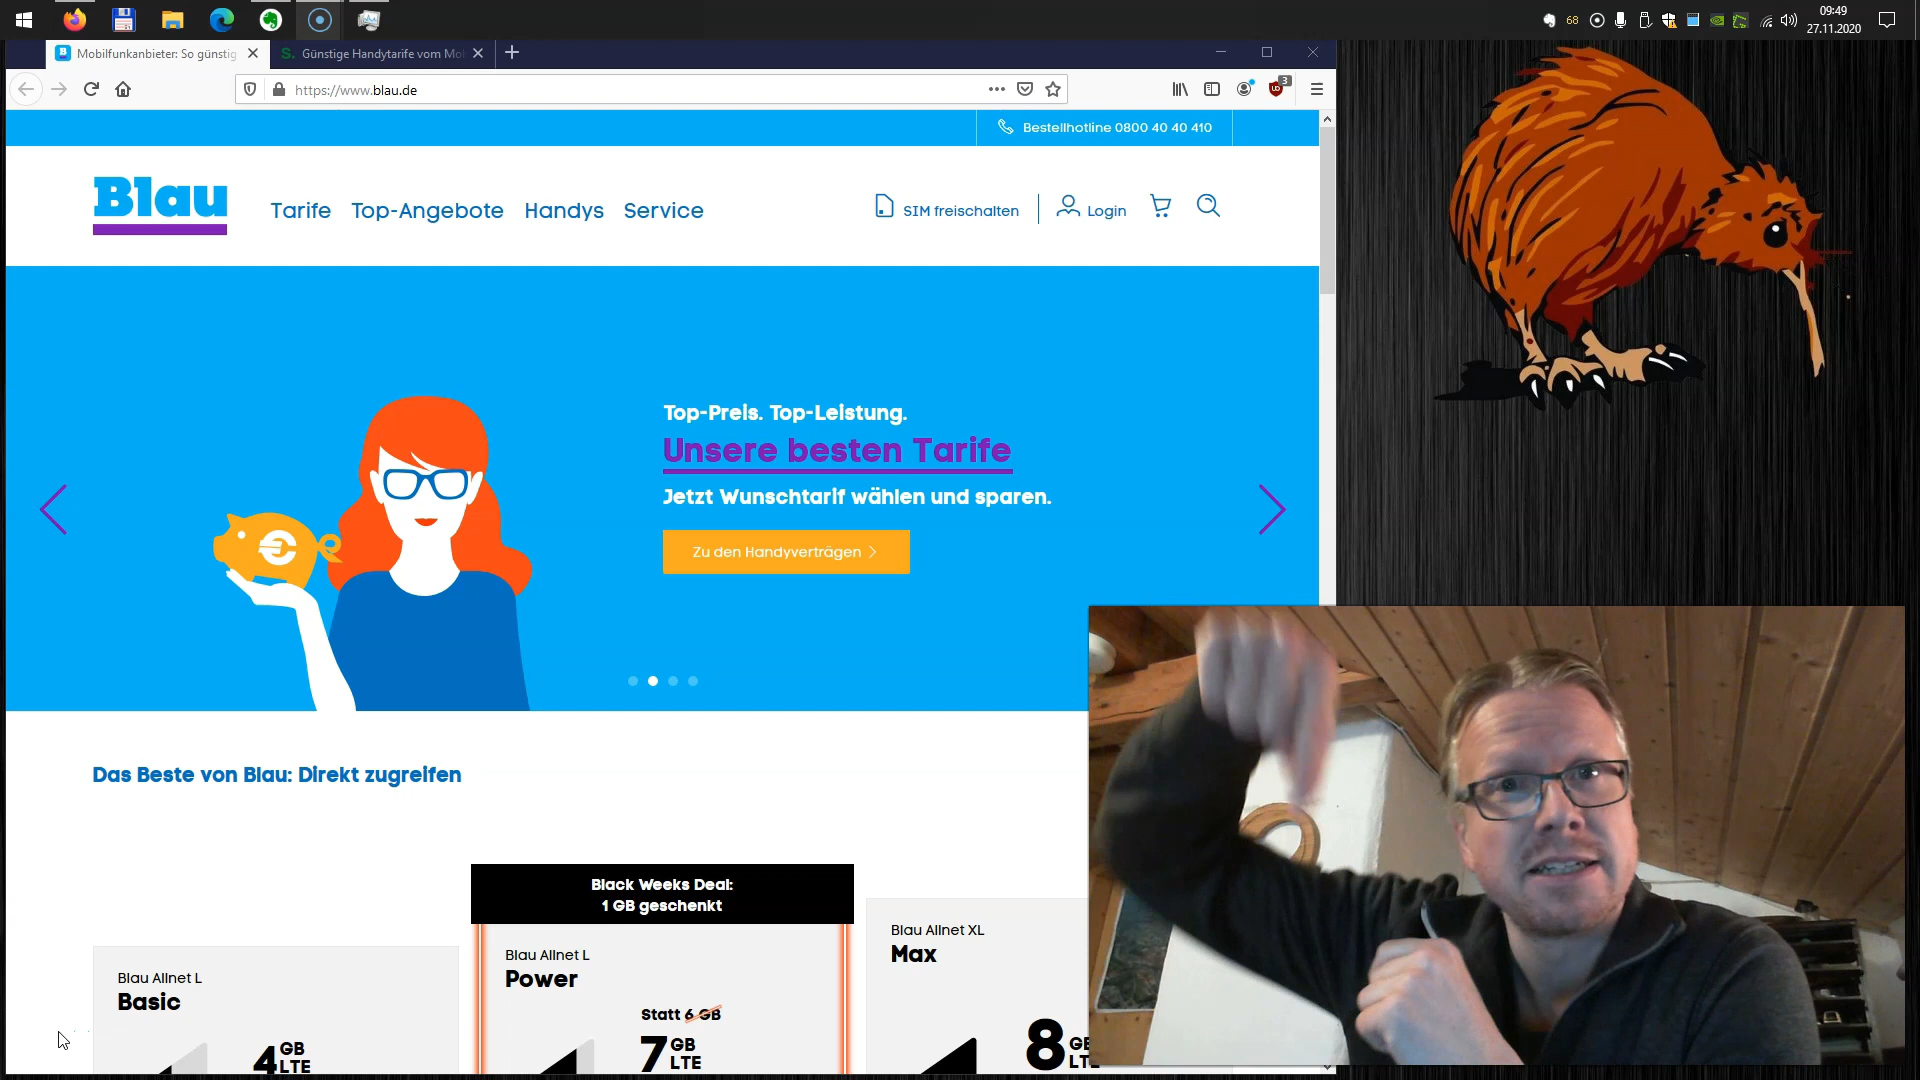 68
09:49
27.11.2020
Mobilfunkanbieter: So günstig
S. Günstige Handytarife vom Mo
https://www.blau.de
3
Bestellhotline 0800 40 40 410
Blau
Tarife Top-Angebote Handys Service
SIM freischalten
Login
Top-Preis. Top-Leistung.
Unsere besten Tarife
Jetzt Wunschtarif wählen und sparen.
Zu den Handyverträgen
€
Das Beste von Blau: Direkt zugreifen
Blau Allnet L
Basic
4 GB
LTE
Black Weeks Deal:
1 GB geschenkt
Blau Allnet L
Power
Statt 6 GB
7 GB
LTE
Blau Allnet XL
Max
8 GB
LTE